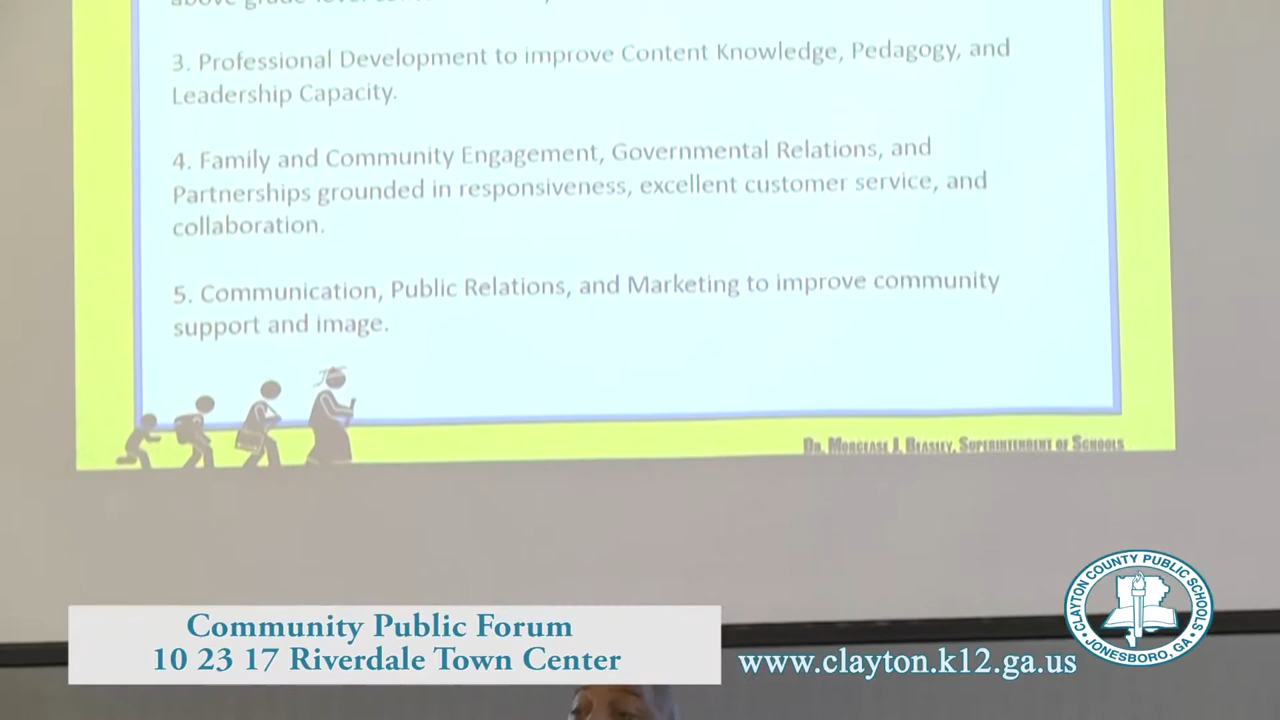 above grade level
3. Professional Development to improve Content Knowledge, Pedagogy, and
Leadership Capacity.
4. Family and Community Engagement, Governmental Relations, and
Partnerships grounded in responsiveness, excellent customer service, and
collaboration.
5. Communication, Public Relations, and Marketing to improve community
support and image.
Dr. Morcease J. Beasley, Superintendent of Schools
Community Public Forum
10 23 17 Riverdale Town Center
www.clayton.k12.ga.us
CLAYTON COUNTY PUBLIC SCHOOLS
JONESBORO, GA